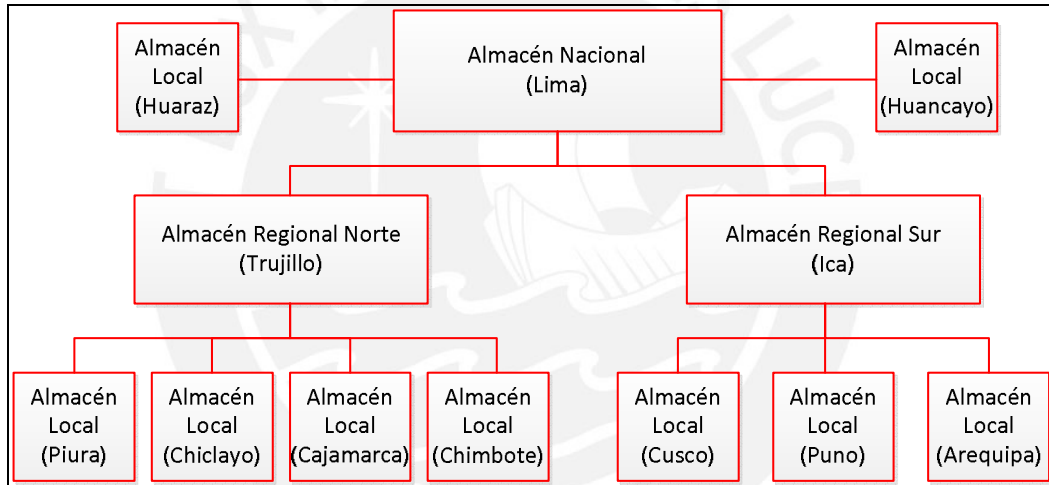 Almacén
Local
(Huaraz)
Almacén Nacional
(Lima)
Almacén
Local
(Huancayo)
Almacén Regional Norte
(Trujillo)
Almacén Regional Sur
(Ica)
Almacén
Local
(Piura)
Almacén
Local
(Chiclayo)
Almacén
Local
(Cajamarca)
Almacén
Local
(Chimbote)
Almacén
Local
(Cusco)
Almacén
Local
(Puno)
Almacén
Local
(Arequipa)